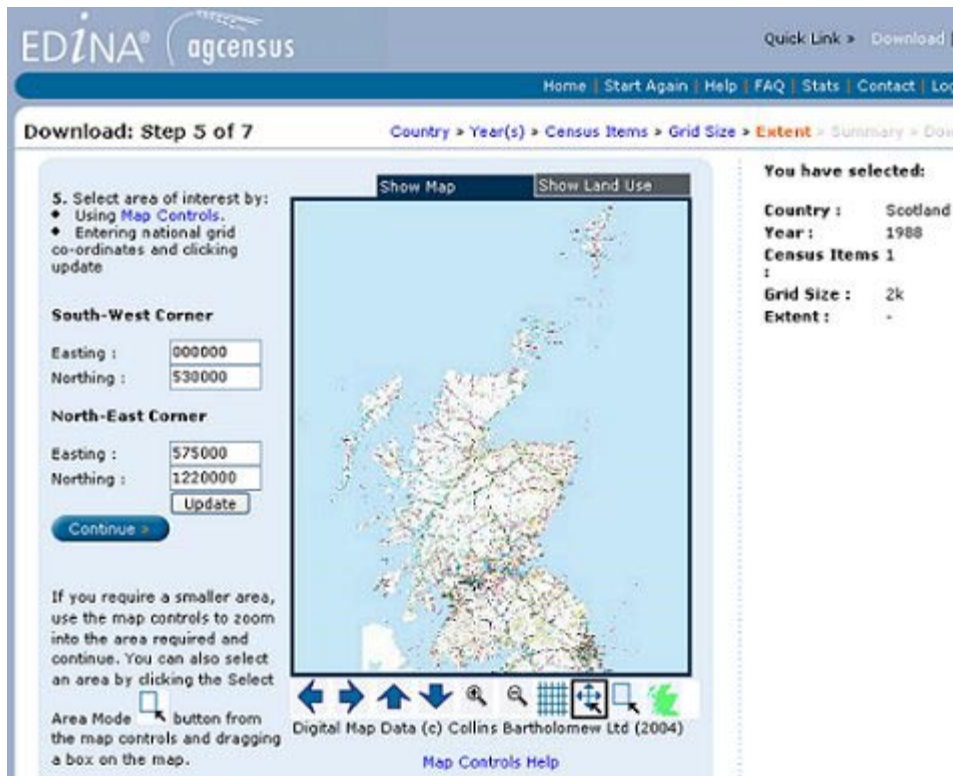 EDINA® agcensus
Quick Link » Download |
Home | Start Again | Help | FAQ | Stats | Contact | Log
Download: Step 5 of 7
Country » Year(s) » Census Items » Grid Size » Extent » Summary » Dow
5. Select area of interest by:
• Using Map Controls.
• Entering national grid
co-ordinates and clicking
update
South-West Corner
Easting : 000000
Northing : 530000
North-East Corner
Easting : 575000
Northing : 1220000
Update
Continue »
If you require a smaller area,
use the map controls to zoom
into the area required and
continue. You can also select
an area by clicking the Select
Area Mode button from
the map controls and dragging
a box on the map.
Show Map
Show Land Use
Digital Map Data (c) Collins Bartholomew Ltd (2004)
Map Controls Help
You have selected:
Country : Scotland
Year : 1988
Census Items 1
:
Grid Size : 2k
Extent : -